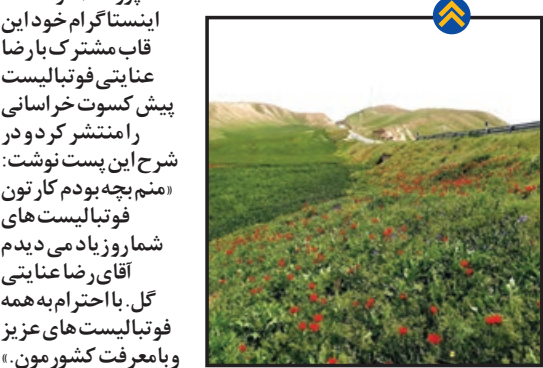 اینستاگرام خود این
قاب مشترک با رضا
عنایتی فوتبالیست
پیش کسوت خراسانی
را منتشر کرد و در
شرح این پست نوشت:
«منم بچه بودم کارتون
فوتبالیست‌های
شما رو زیاد می دیدم
آقای رضا عنایتی
گل. با احترام به همه
فوتبالیست های عزیز
و بامعرفت کشورمون.»